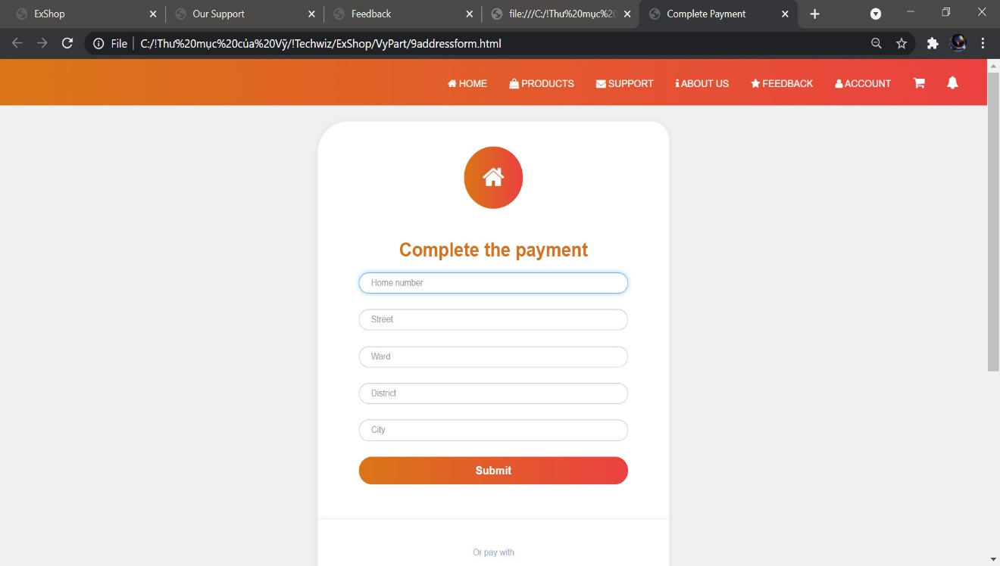 ExShop
Our Support
Feedback
file:///C:/!Thư%20mục%20
Complete Payment
File
C:/!Thư%20mục%20của%20Vỹ/!Techwiz/ExShop/VyPart/9addressform.html
HOME
PRODUCTS
SUPPORT
ABOUT US
FEEDBACK
ACCOUNT
Complete the payment
Home number
Street
Ward
District
City
Submit
Or pay with